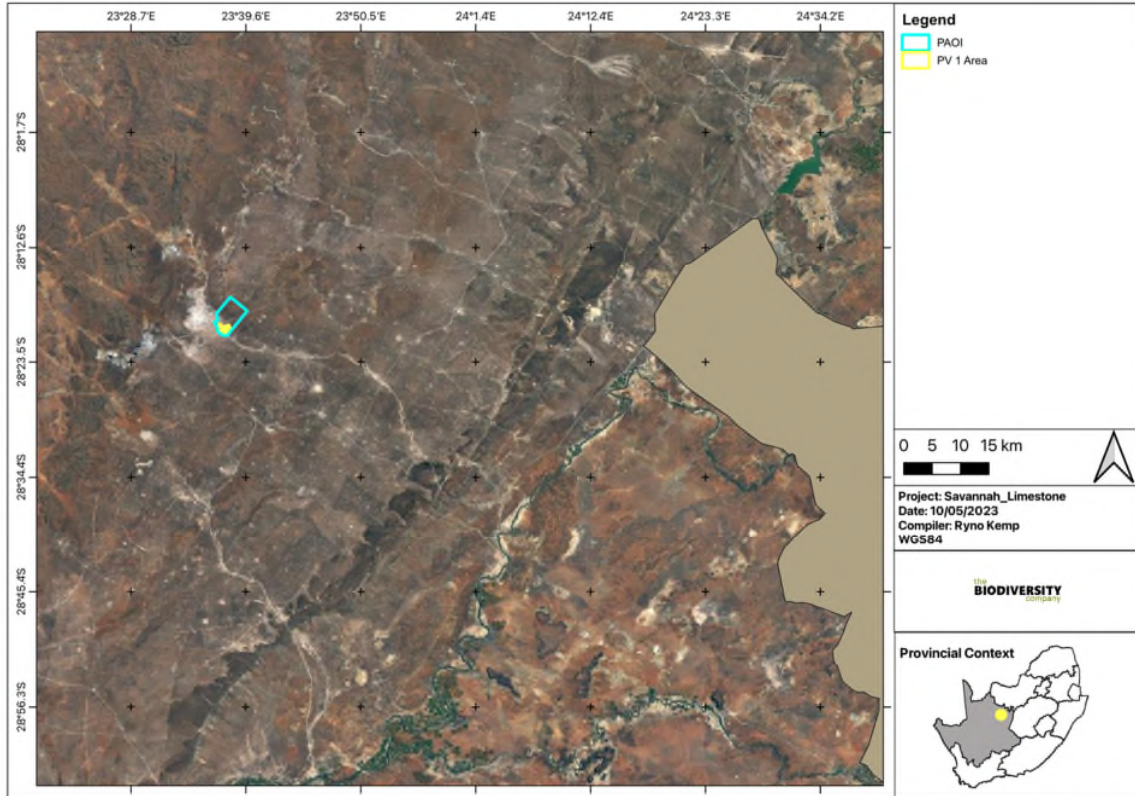 23°28.7'E 23°39.6'E 23°50.5'E 24°1.4'E 24°12.4'E 24°23.3'E 24°34.2'E
28°1.7'S
28°12.6'S
28°23.5'S
28°34.4'S
28°45.4'S
28°56.3'S
Legend
PAOI
PV 1 Area
0 5 10 15 km
Project: Savannah_Limestone
Date: 10/05/2023
Compiler: Ryno Kemp
WGS84
the
BIODIVERSITY
company
Provincial Context